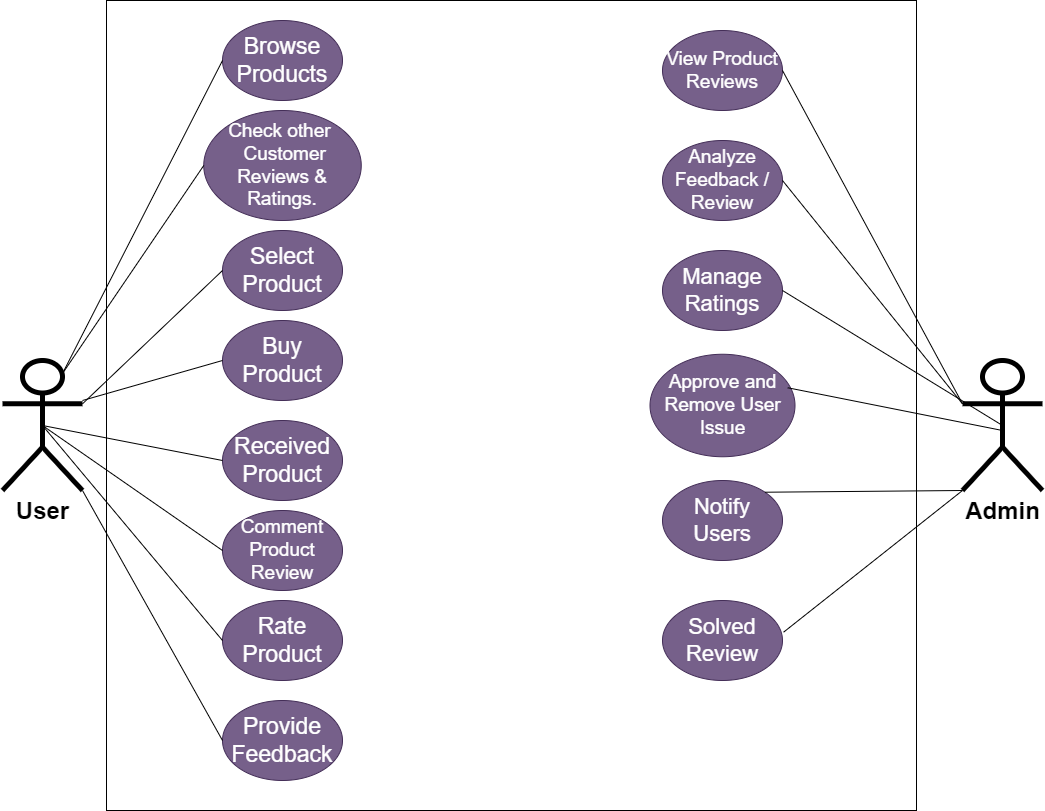 Browse
Products
Check other
Customer
Reviews &
Ratings.
Select
Product
Buy
Product
Received
Product
Comment
Product
Review
Rate
Product
Provide
Feedback
User
View Product
Reviews
Analyze
Feedback /
Review
Manage
Ratings
Approve and
Remove User
Issue
Notify
Users
Solved
Review
Admin